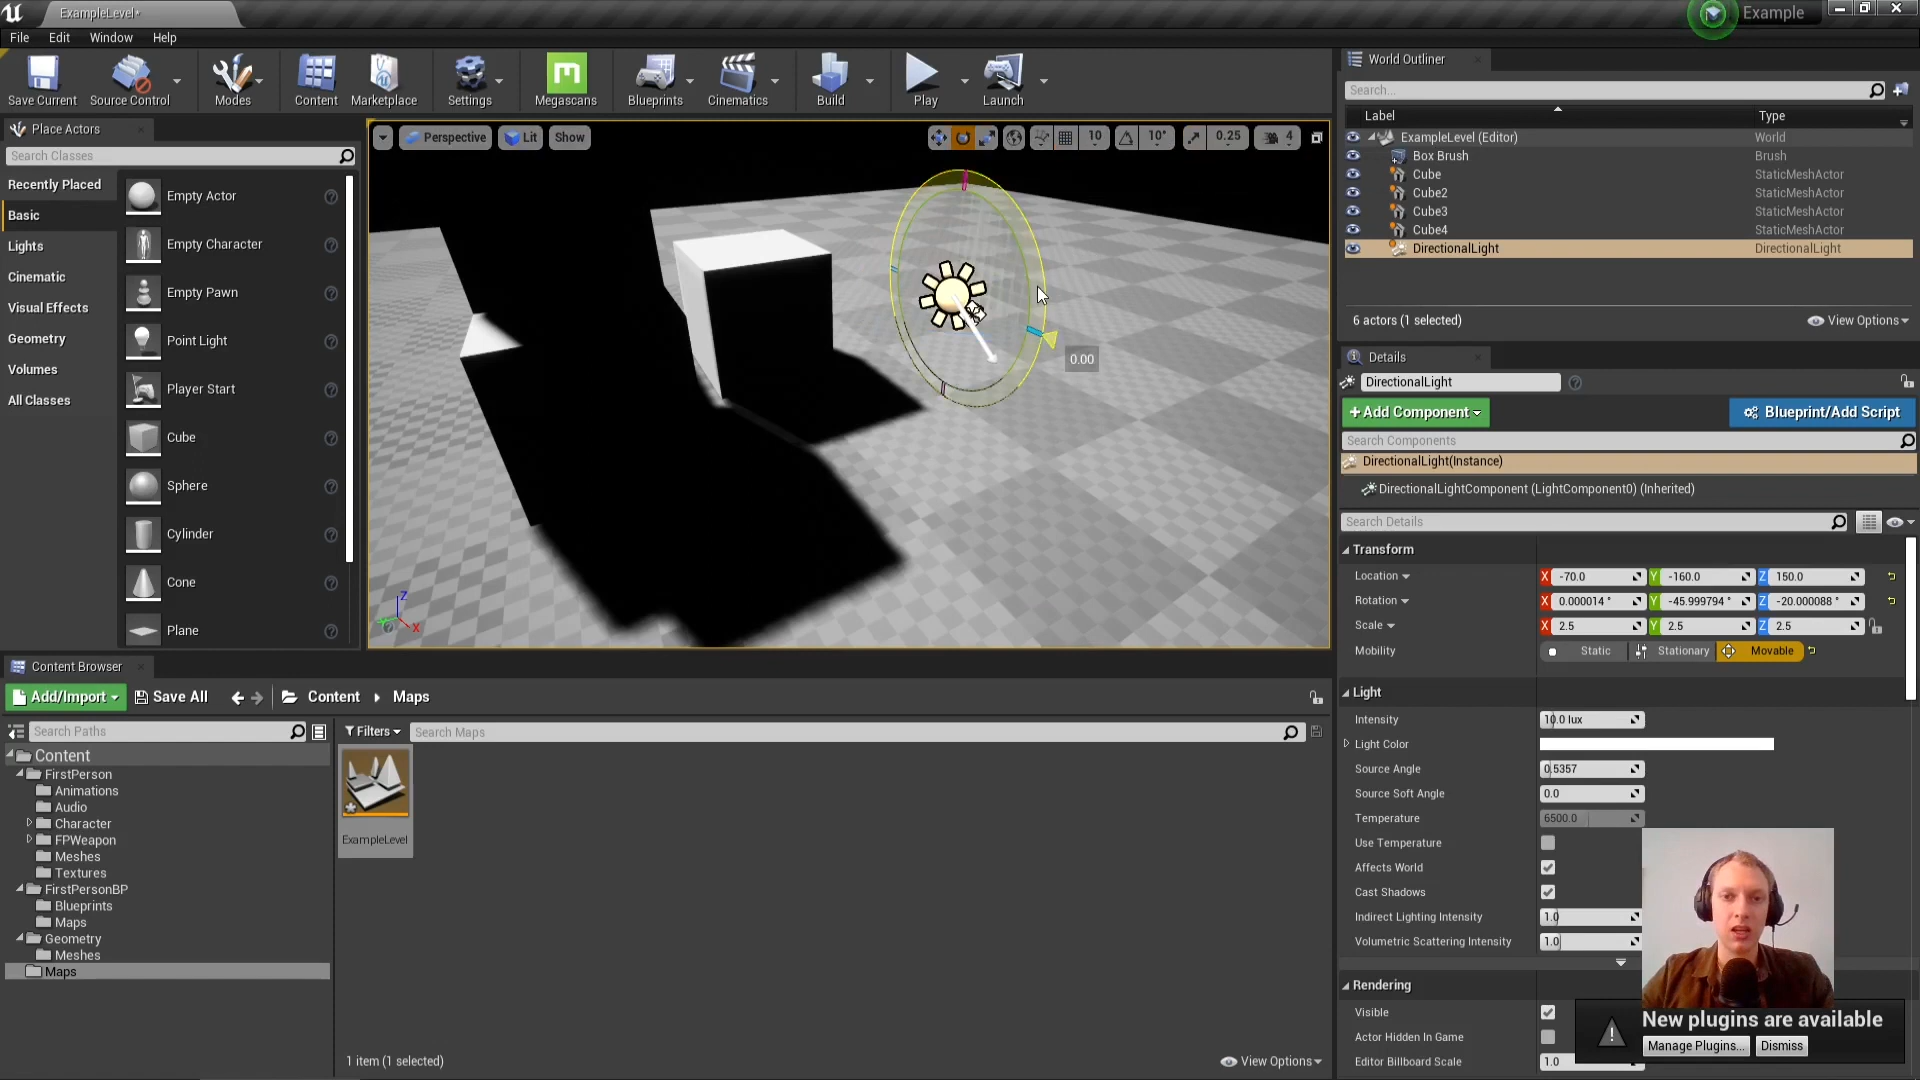 ExampleLevel*
Example
File Edit Window Help
Save Current Source Control Modes Content Marketplace Settings Megascans Blueprints Cinematics Build Play Launch
Place Actors
Search Classes
Recently Placed
Basic
Lights
Cinematic
Visual Effects
Geometry
Volumes
All Classes
Empty Actor
Empty Character
Empty Pawn
Point Light
Player Start
Cube
Sphere
Cylinder
Cone
Plane
Perspective Lit Show 10 10° 0.25 4
0.00
Z
X
World Outliner
Search...
Label Type
ExampleLevel (Editor) World
Box Brush Brush
Cube StaticMeshActor
Cube2 StaticMeshActor
Cube3 StaticMeshActor
Cube4 StaticMeshActor
DirectionalLight DirectionalLight
6 actors (1 selected) View Options
Details
DirectionalLight
+Add Component Blueprint/Add Script
Search Components
DirectionalLight(Instance)
DirectionalLightComponent (LightComponent0) (Inherited)
Search Details
Transform
Location X -70.0 Y -160.0 Z 150.0
Rotation X 0.000014 ° Y -45.999794 ° Z -20.000088 °
Scale X 2.5 Y 2.5 Z 2.5
Mobility Static Stationary Movable
Light
Intensity 10.0 lux
Light Color
Source Angle 0.5357
Source Soft Angle 0.0
Temperature 6500.0
Use Temperature
Affects World
Cast Shadows
Indirect Lighting Intensity 1.0
Volumetric Scattering Intensity 1.0
Rendering
Visible
Actor Hidden In Game
Editor Billboard Scale 1.0
New plugins are available
Manage Plugins... Dismiss
Content Browser
Add/Import Save All Content Maps
Search Paths
Filters Search Maps
Content
FirstPerson
Animations
Audio
Character
FPWeapon
Meshes
Textures
FirstPersonBP
Blueprints
Maps
Geometry
Meshes
Maps
ExampleLevel
1 item (1 selected) View Options